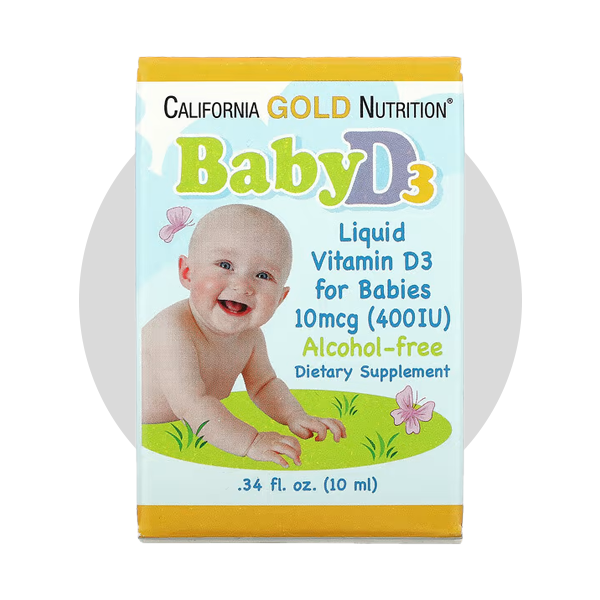 CALIFORNIA GOLD NUTRITION®
BabyD3
Liquid
Vitamin D3
for Babies
10mcg (400IU)
Alcohol-free
Dietary Supplement
.34 fl. oz. (10 ml)